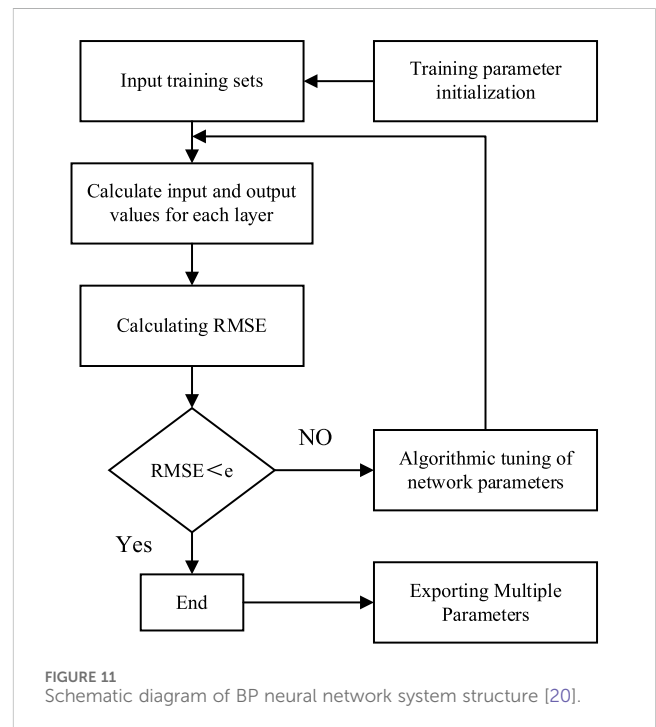 Input training sets
Training parameter
initialization
Calculate input and output
values for each layer
Calculating RMSE
RMSE＜e
NO
Algorithmic tuning of
network parameters
Yes
End
Exporting Multiple
Parameters
FIGURE 11
Schematic diagram of BP neural network system structure [20].